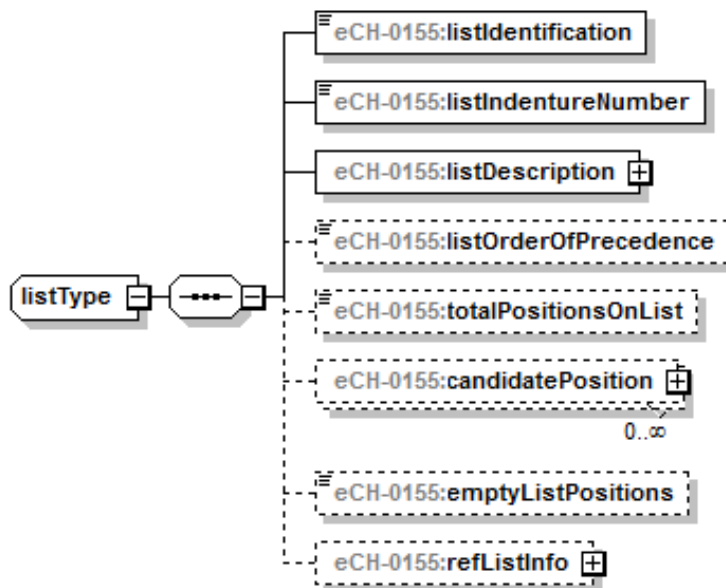 eCH-0155:listIdentification
eCH-0155:listIndentureNumber
eCH-0155:listDescription
eCH-0155:listOrderOfPrecedence
listType
eCH-0155:totalPositionsOnList
eCH-0155:candidatePosition
0..∞
eCH-0155:emptyListPositions
eCH-0155:refListInfo